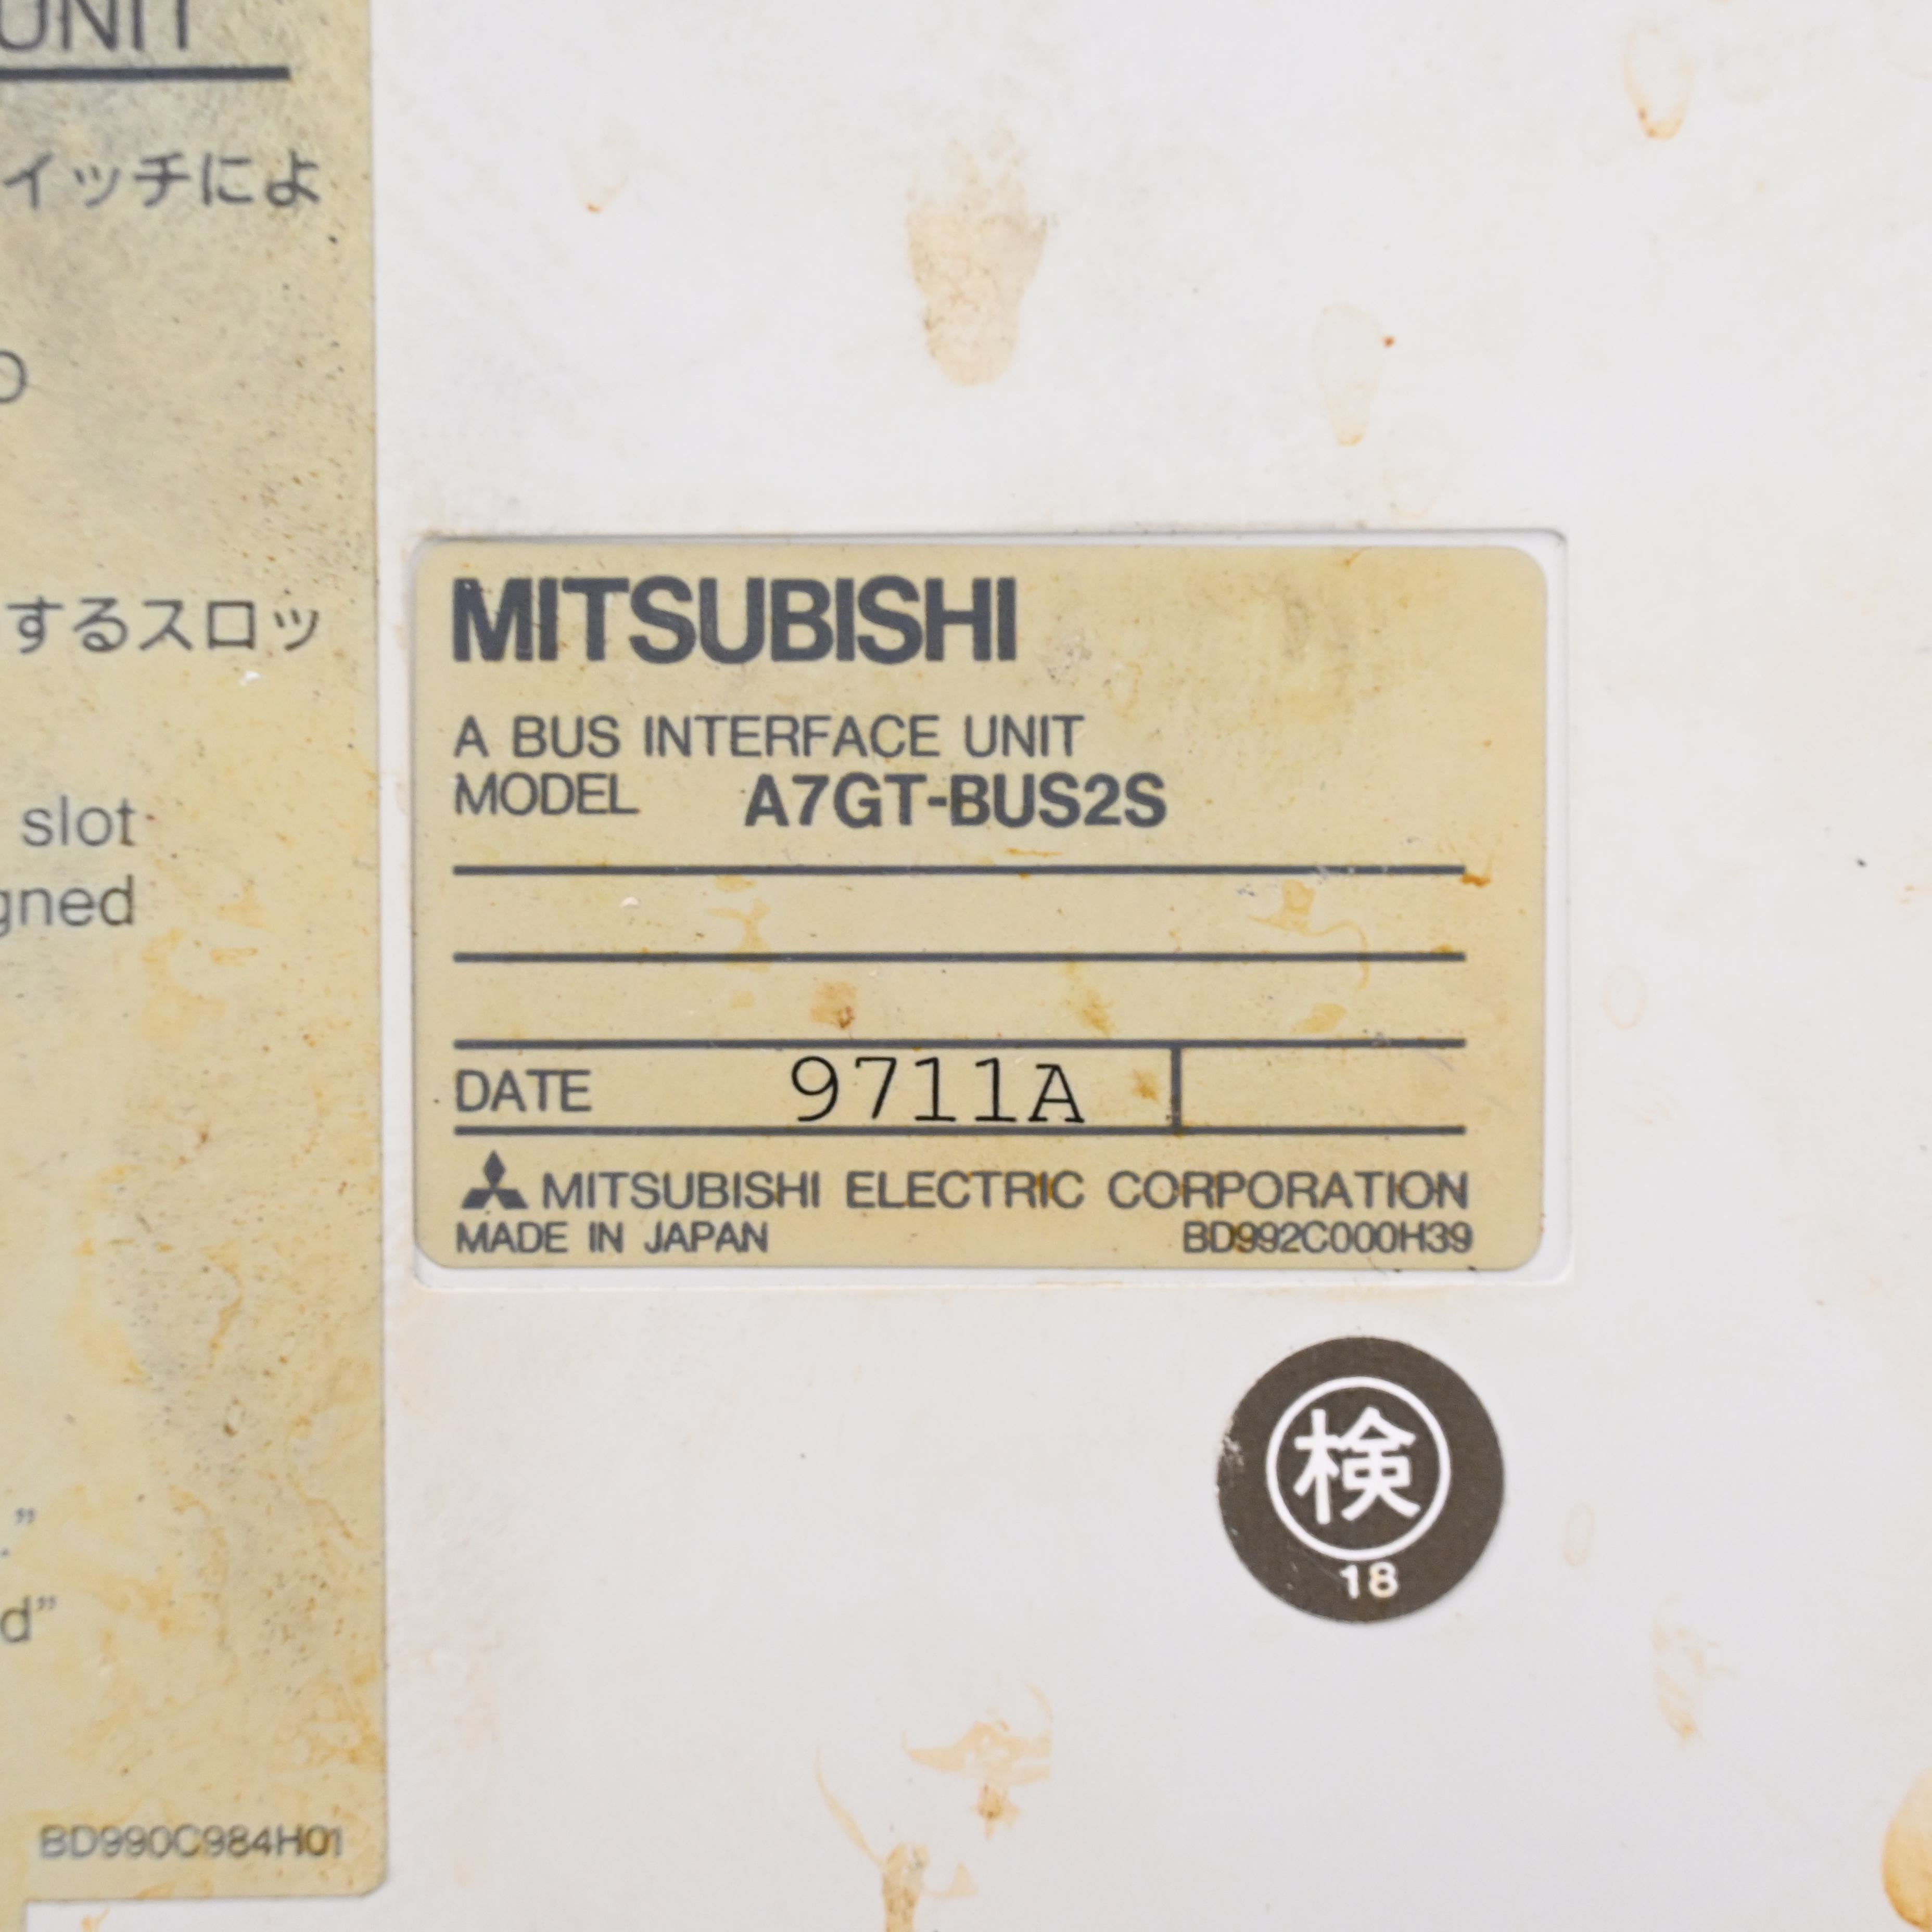 UNIT
イッチによ
するスロッ
slot
gned
d”
BD990C984H01
MITSUBISHI
A BUS INTERFACE UNIT
MODEL A7GT-BUS2S
DATE 9711A
MITSUBISHI ELECTRIC CORPORATION
MADE IN JAPAN BD992C000H39
検
18